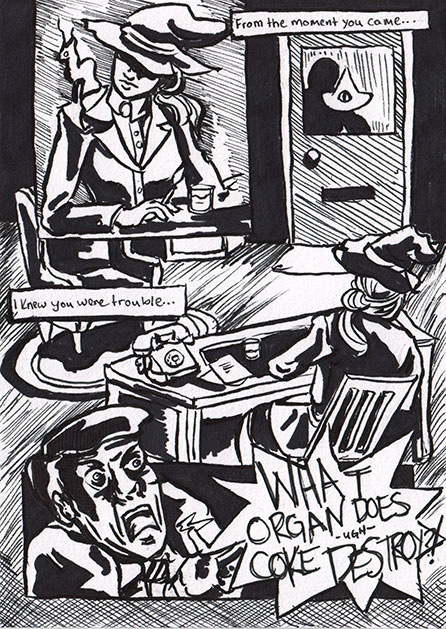 From the moment you came...
I knew you were trouble...
WHAT
ORGAN DOES
-UGH-
COKE DESTROY?!